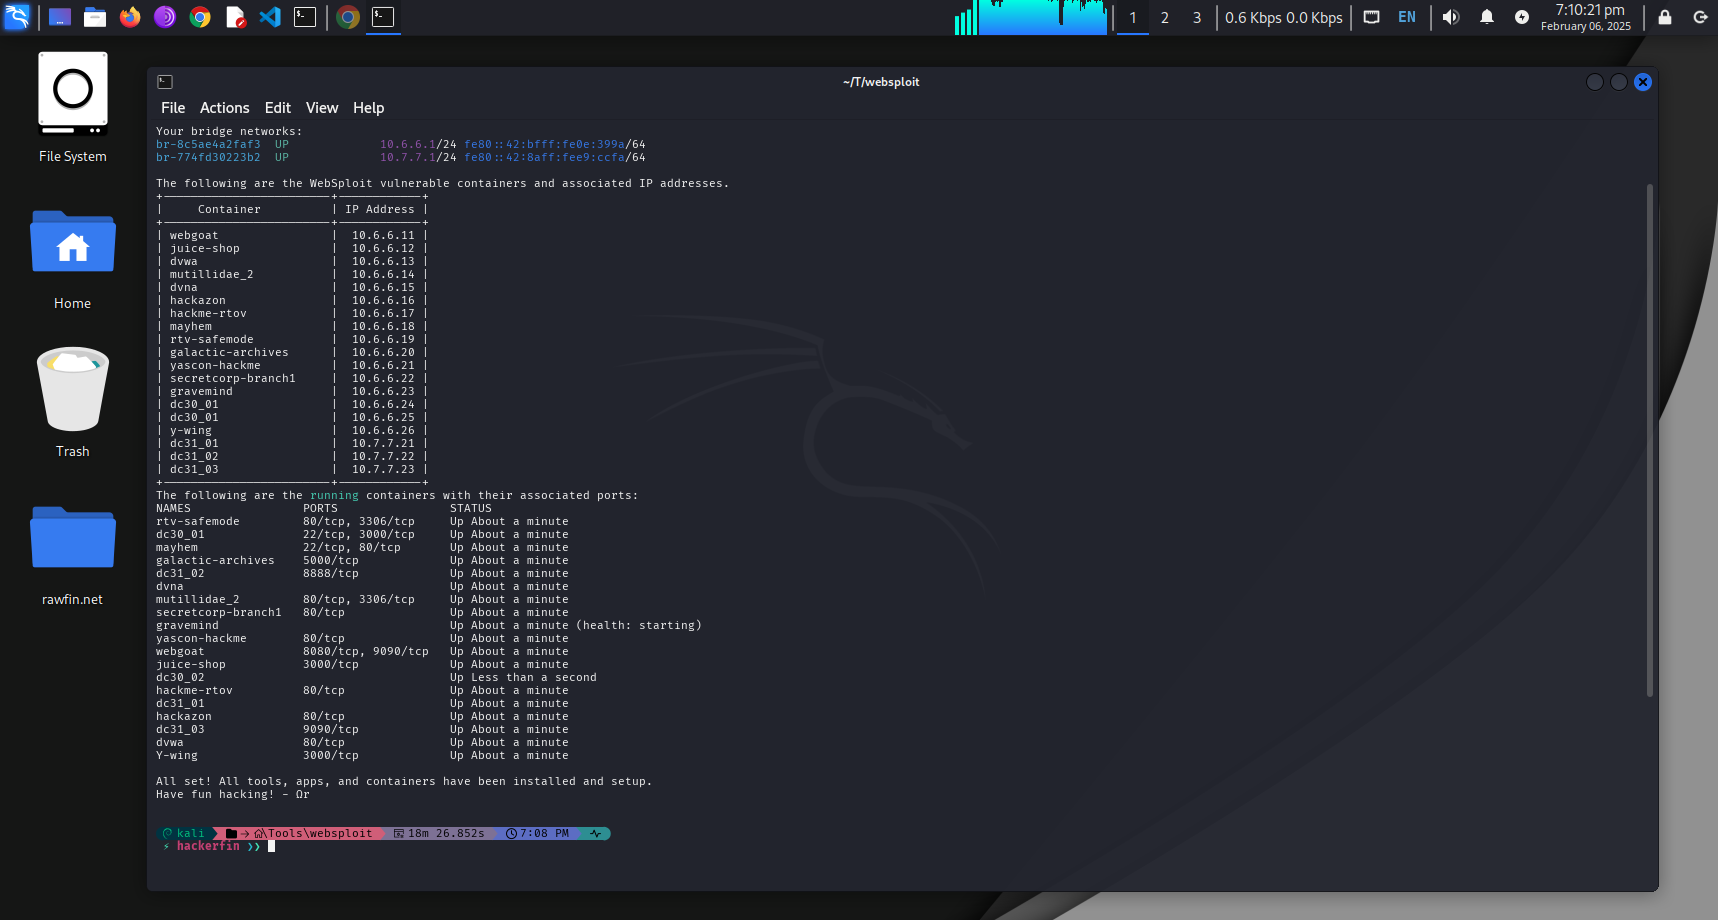 1 2 3 0.6 Kbps 0.0 Kbps EN 7:10:21 pm
February 06, 2025
File System
Home
Trash
rawfin.net
~/T/websploit
File Actions Edit View Help
Your bridge networks:
br-8c5ae4a2faf3 UP 10.6.6.1/24 fe80::42:bfff:fe0e:399a/64
br-774fd30223b2 UP 10.7.7.1/24 fe80::42:8aff:fee9:ccfa/64
The following are the WebSploit vulnerable containers and associated IP addresses.
| Container | IP Address |
| webgoat | 10.6.6.11 |
| juice-shop | 10.6.6.12 |
| dvwa | 10.6.6.13 |
| mutillidae_2 | 10.6.6.14 |
| dvna | 10.6.6.15 |
| hackazon | 10.6.6.16 |
| hackme-rtov | 10.6.6.17 |
| mayhem | 10.6.6.18 |
| rtv-safemode | 10.6.6.19 |
| galactic-archives | 10.6.6.20 |
| yascon-hackme | 10.6.6.21 |
| secretcorp-branch1 | 10.6.6.22 |
| gravemind | 10.6.6.23 |
| dc30_01 | 10.6.6.24 |
| dc30_01 | 10.6.6.25 |
| y-wing | 10.6.6.26 |
| dc31_01 | 10.7.7.21 |
| dc31_02 | 10.7.7.22 |
| dc31_03 | 10.7.7.23 |
The following are the running containers with their associated ports:
NAMES PORTS STATUS
rtv-safemode 80/tcp, 3306/tcp Up About a minute
dc30_01 22/tcp, 3000/tcp Up About a minute
mayhem 22/tcp, 80/tcp Up About a minute
galactic-archives 5000/tcp Up About a minute
dc31_02 8888/tcp Up About a minute
dvna Up About a minute
mutillidae_2 80/tcp, 3306/tcp Up About a minute
secretcorp-branch1 80/tcp Up About a minute
gravemind Up About a minute (health: starting)
yascon-hackme 80/tcp Up About a minute
webgoat 8080/tcp, 9090/tcp Up About a minute
juice-shop 3000/tcp Up About a minute
dc30_02 Up Less than a second
hackme-rtov 80/tcp Up About a minute
dc31_01 Up About a minute
hackazon 80/tcp Up About a minute
dc31_03 9090/tcp Up About a minute
dvwa 80/tcp Up About a minute
Y-wing 3000/tcp Up About a minute
All set! All tools, apps, and containers have been installed and setup.
Have fun hacking! - Ωr
kali → \Tools\websploit 18m 26.852s 7:08 PM
⚡ hackerfin ❯❯